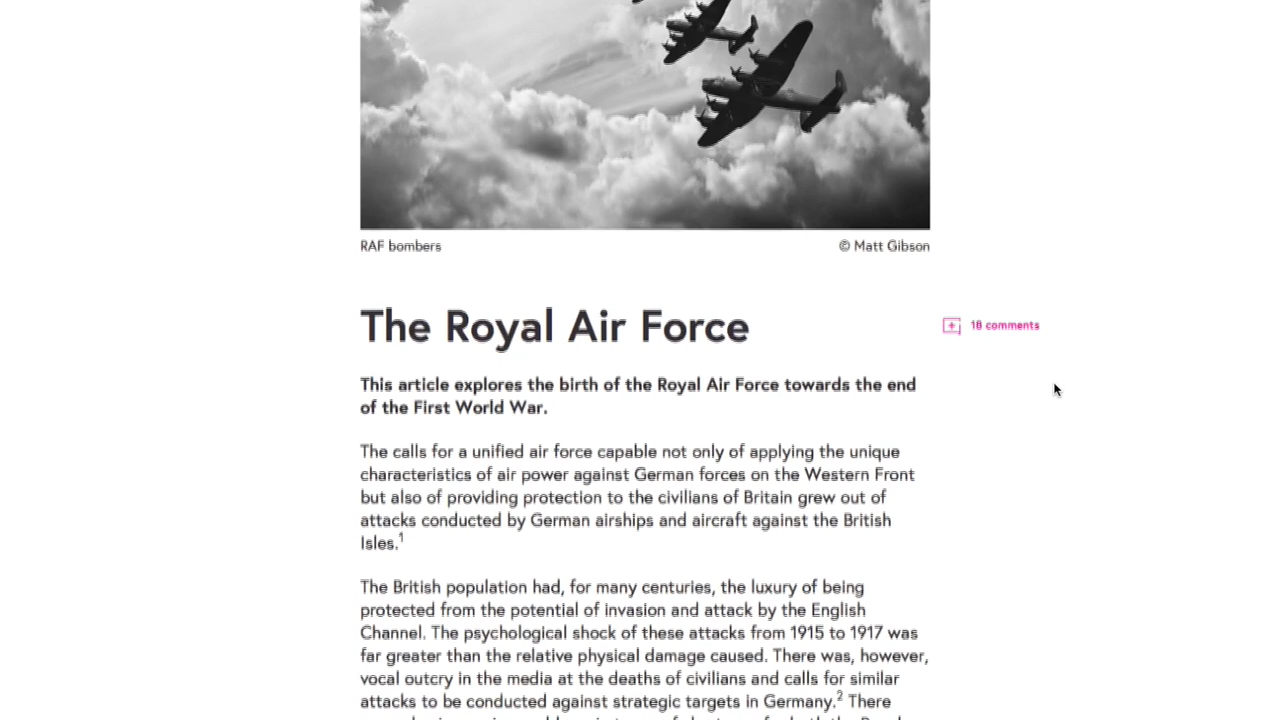 RAF bombers
© Matt Gibson
The Royal Air Force
18 comments
This article explores the birth of the Royal Air Force towards the end
of the First World War.
The calls for a unified air force capable not only of applying the unique
characteristics of air power against German forces on the Western Front
but also of providing protection to the civilians of Britain grew out of
attacks conducted by German airships and aircraft against the British
Isles.1
The British population had, for many centuries, the luxury of being
protected from the potential of invasion and attack by the English
Channel. The psychological shock of these attacks from 1915 to 1917 was
far greater than the relative physical damage caused. There was, however,
vocal outcry in the media at the deaths of civilians and calls for similar
attacks to be conducted against strategic targets in Germany.2 There